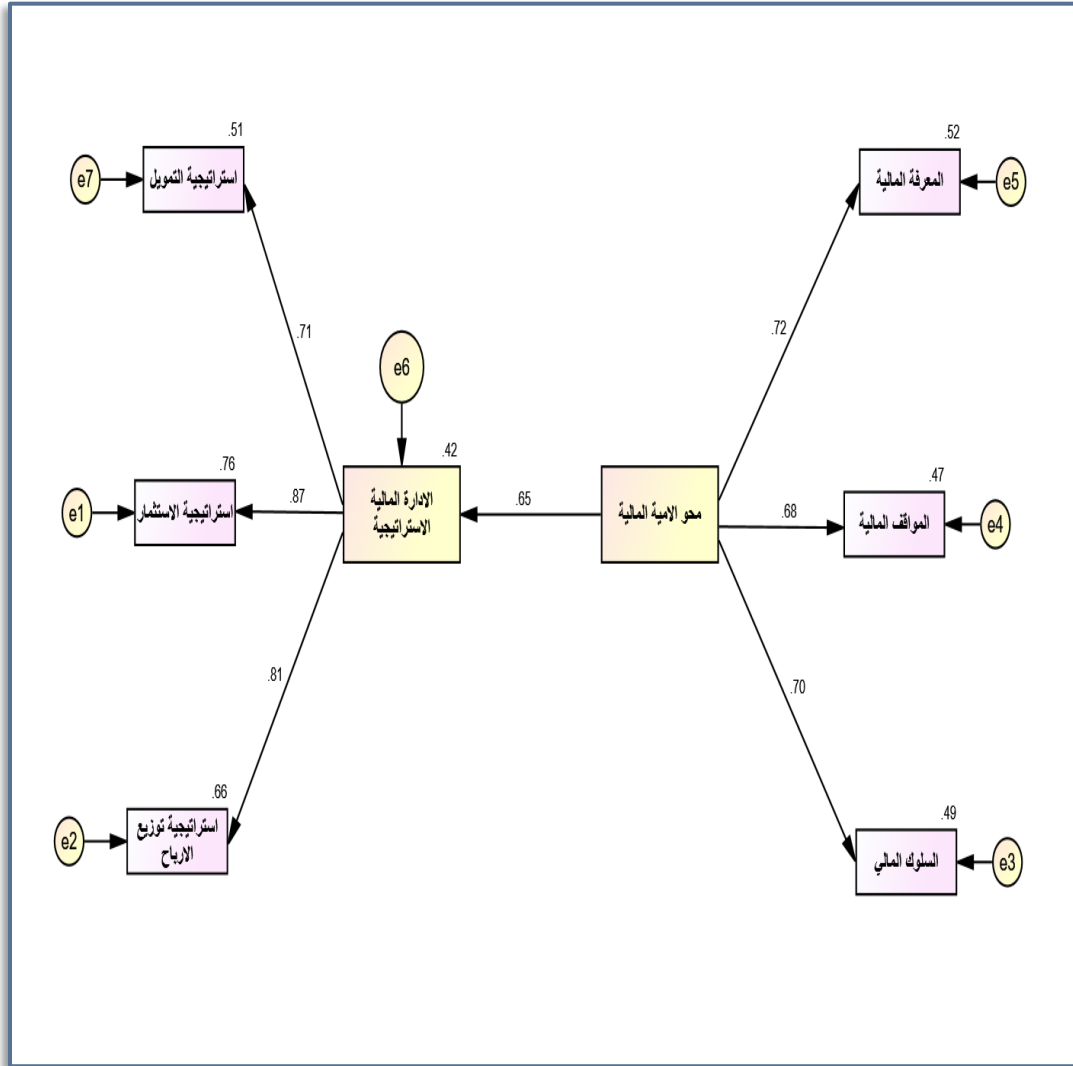 .51
استراتيجية التمويل
e7
.52
المعرفة المالية
e5
.71
.72
e6
.42
الادارة المالية
الاستراتيجية
.65
محو الامية المالية
.76
استراتيجية الاستثمار
e1
.87
.47
المواقف المالية
e4
.68
.81
.70
.66
استراتيجية توزيع
الارباح
e2
.49
السلوك المالي
e3